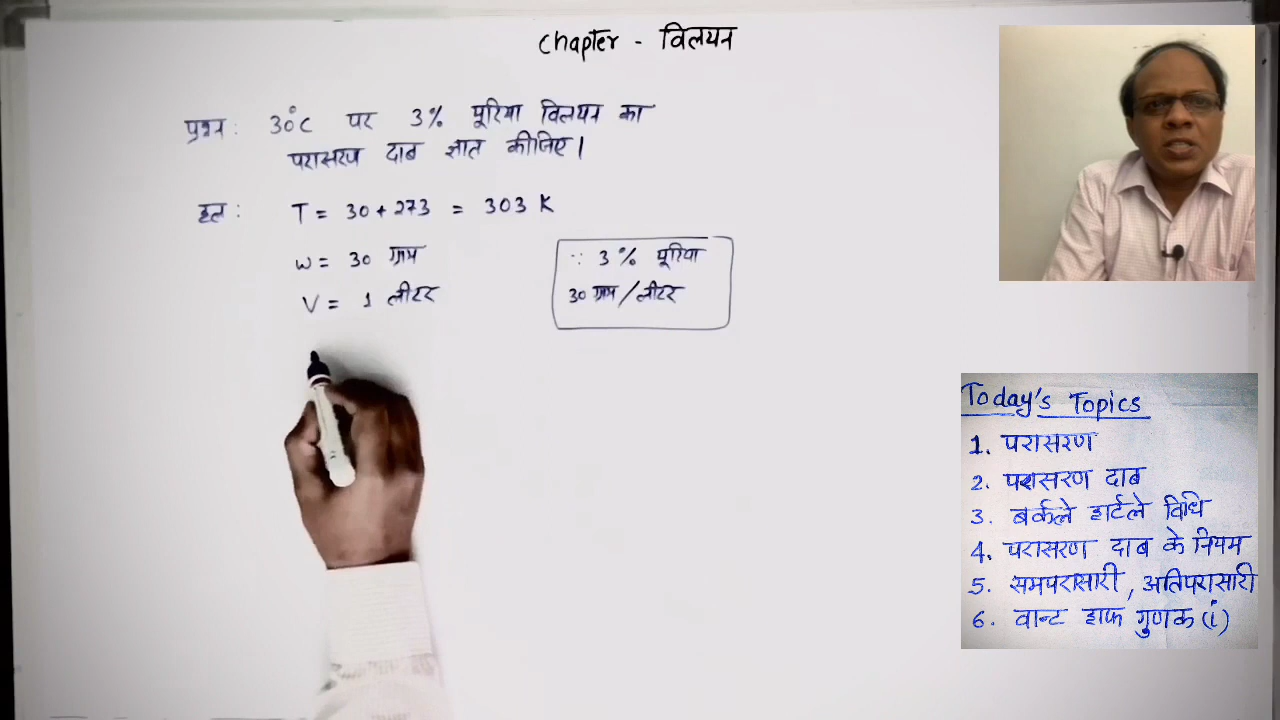 Chapter - विलयन
प्रश्न: 30°C पर 3% यूरिया विलयन का
परासरण दाब ज्ञात कीजिए।
हल: T = 30 + 273 = 303 K
w = 30 ग्राम
V = 1 लीटर
∵ 3% यूरिया
30 ग्राम/लीटर
Today's Topics
1. परासरण
2. परासरण दाब
3. बर्कले हार्टले विधि
4. परासरण दाब के नियम
5. समपरासारी, अतिपरासारी
6. वान्ट हाफ गुणक (i)